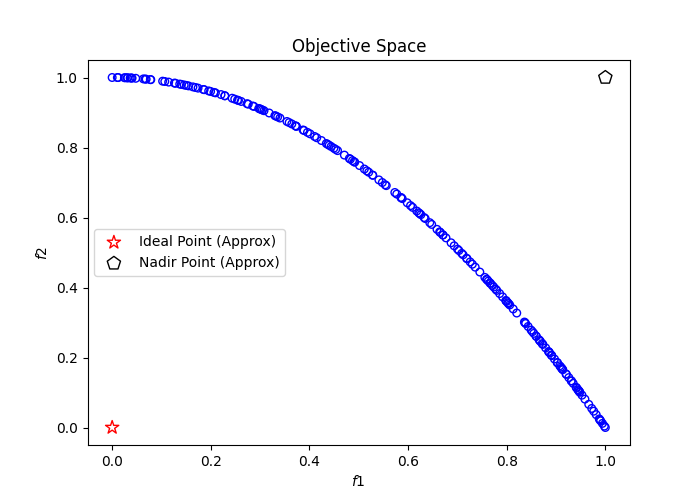 Objective Space
1.0
0.8
0.6
0.4
0.2
0.0
f2
Ideal Point (Approx)
Nadir Point (Approx)
0.0 0.2 0.4 0.6 0.8 1.0
f1